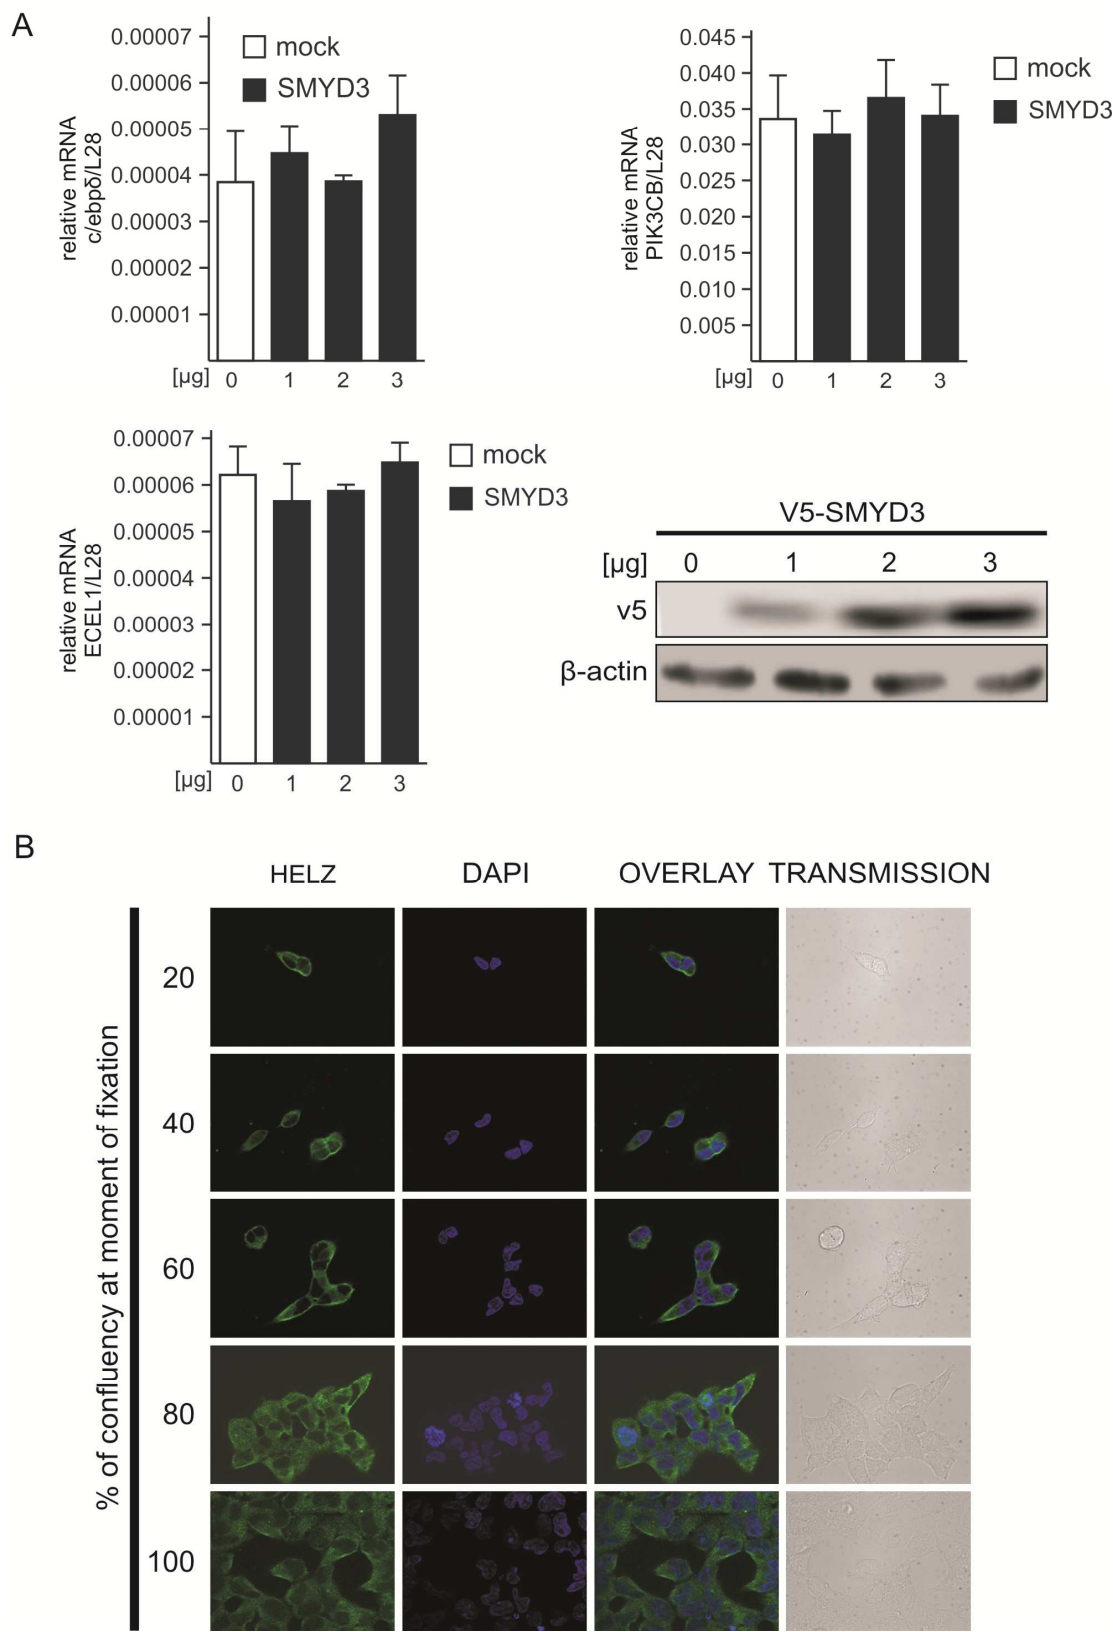 A
0.00007
0.00006
0.00005
0.00004
0.00003
0.00002
0.00001
relative mRNA
c/ebpδ/L28
mock
SMYD3
[µg] 0 1 2 3
0.045
0.040
0.035
0.030
0.025
0.020
0.015
0.010
0.005
relative mRNA
PIK3CB/L28
mock
SMYD3
[µg] 0 1 2 3
0.00007
0.00006
0.00005
0.00004
0.00003
0.00002
0.00001
relative mRNA
ECEL1/L28
mock
SMYD3
[µg] 0 1 2 3
V5-SMYD3
[µg] 0 1 2 3
v5
β-actin
B
HELZ DAPI OVERLAY TRANSMISSION
% of confluency at moment of fixation
20
40
60
80
100